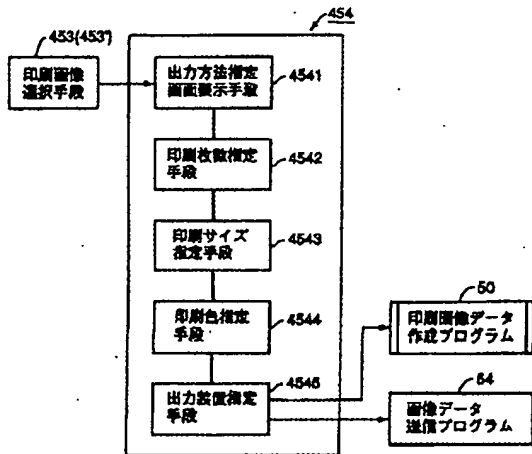 454
453(453')
印刷画像
選択手段
出力方法指定
画面表示手段
4541
印刷枚数指定
手段
4542
印刷サイズ
指定手段
4543
印刷色指定
手段
4544
出力装置指定
手段
4545
50
印刷画像データ
作成プログラム
54
画像データ
送信プログラム